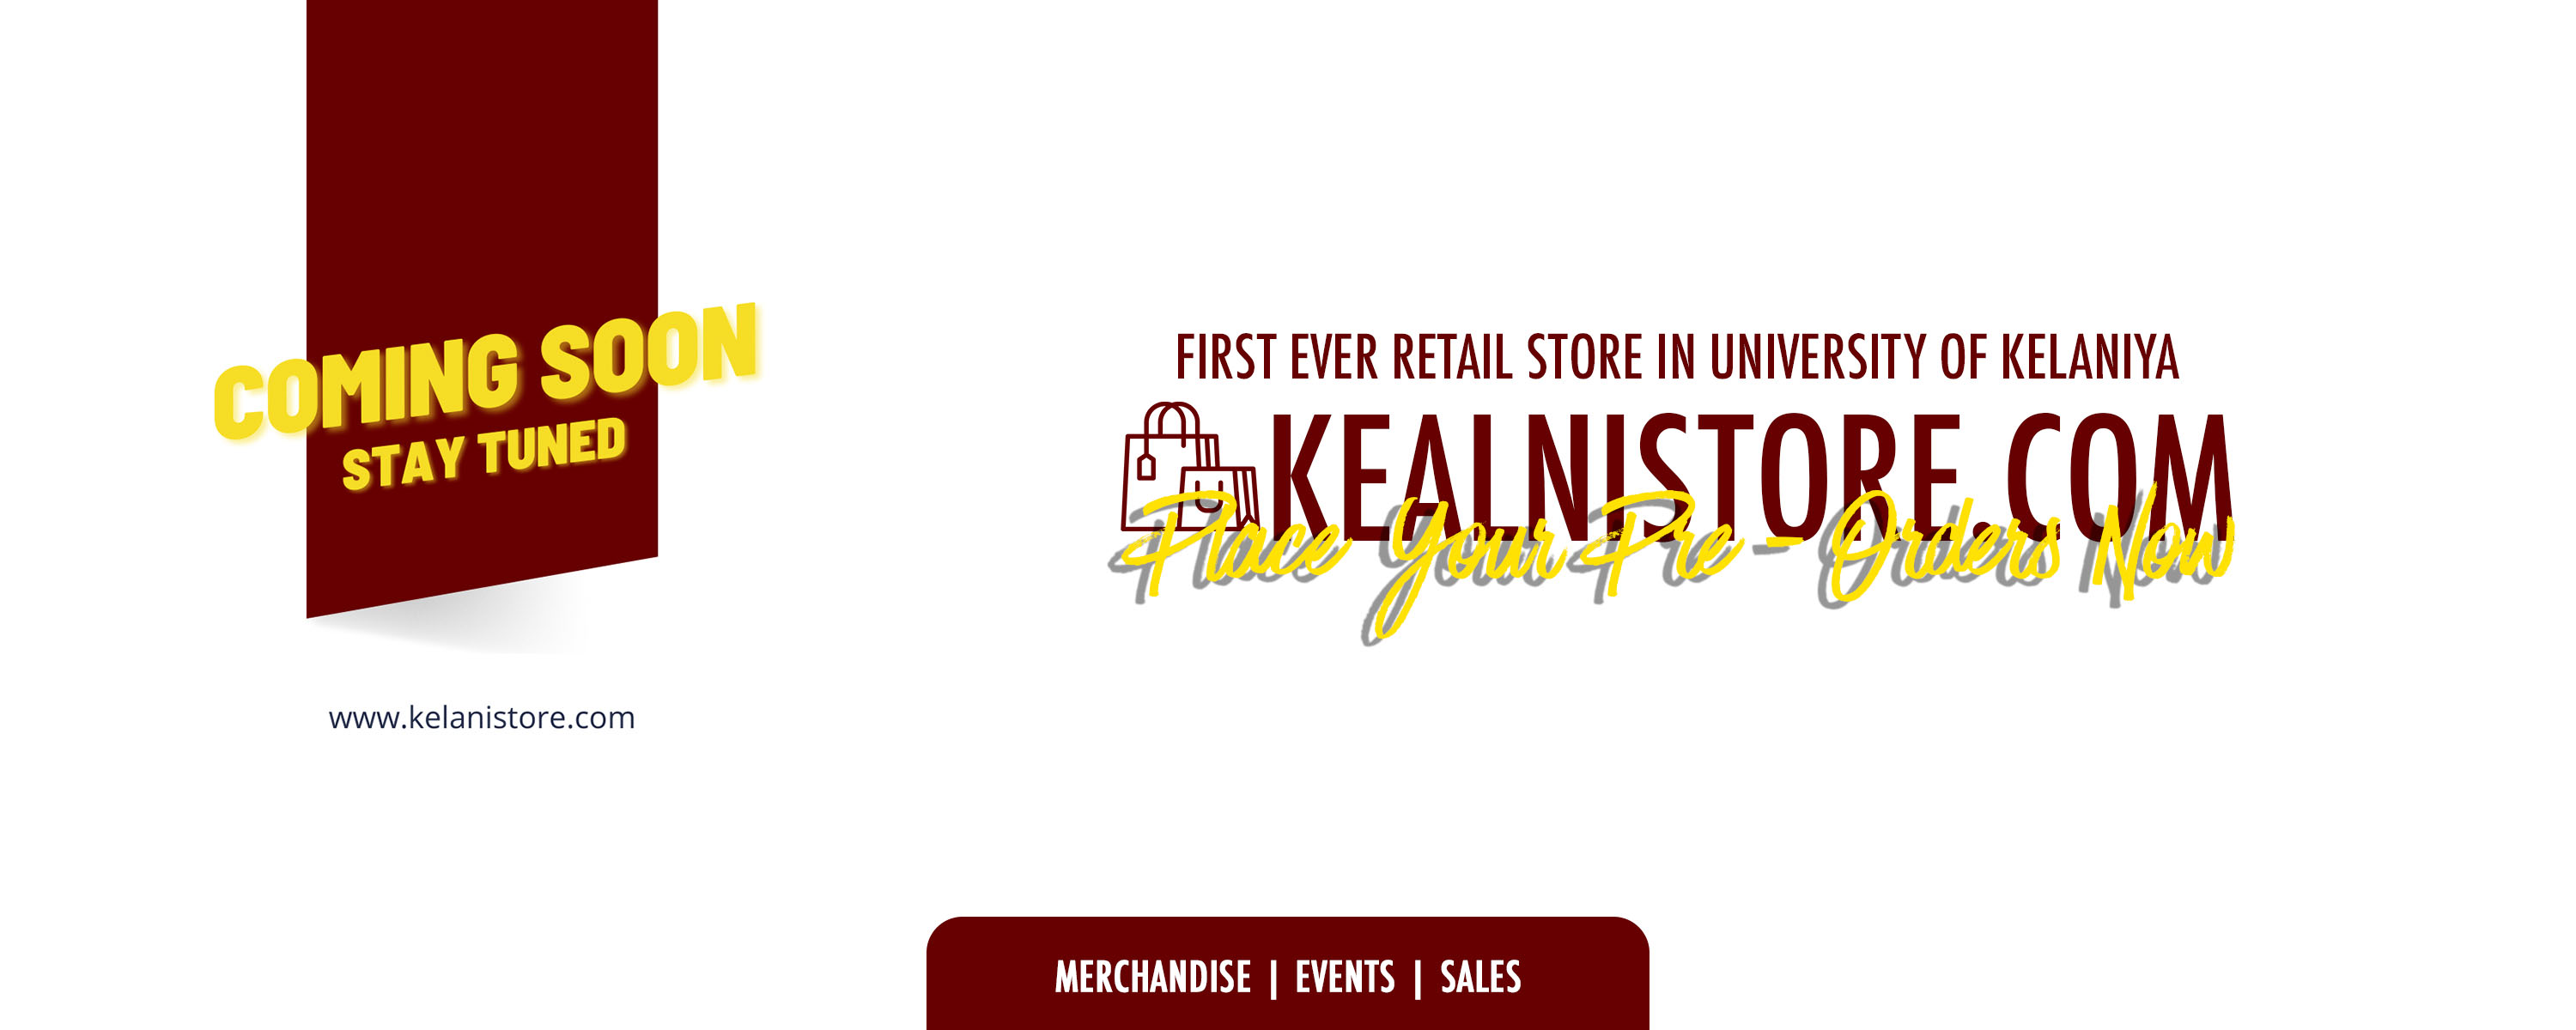 COMING SOON
STAY TUNED
www.kelanistore.com
FIRST EVER RETAIL STORE IN UNIVERSITY OF KELANIYA
KEALNISTORE.COM
Place Your Pre - Orders Now
MERCHANDISE | EVENTS | SALES